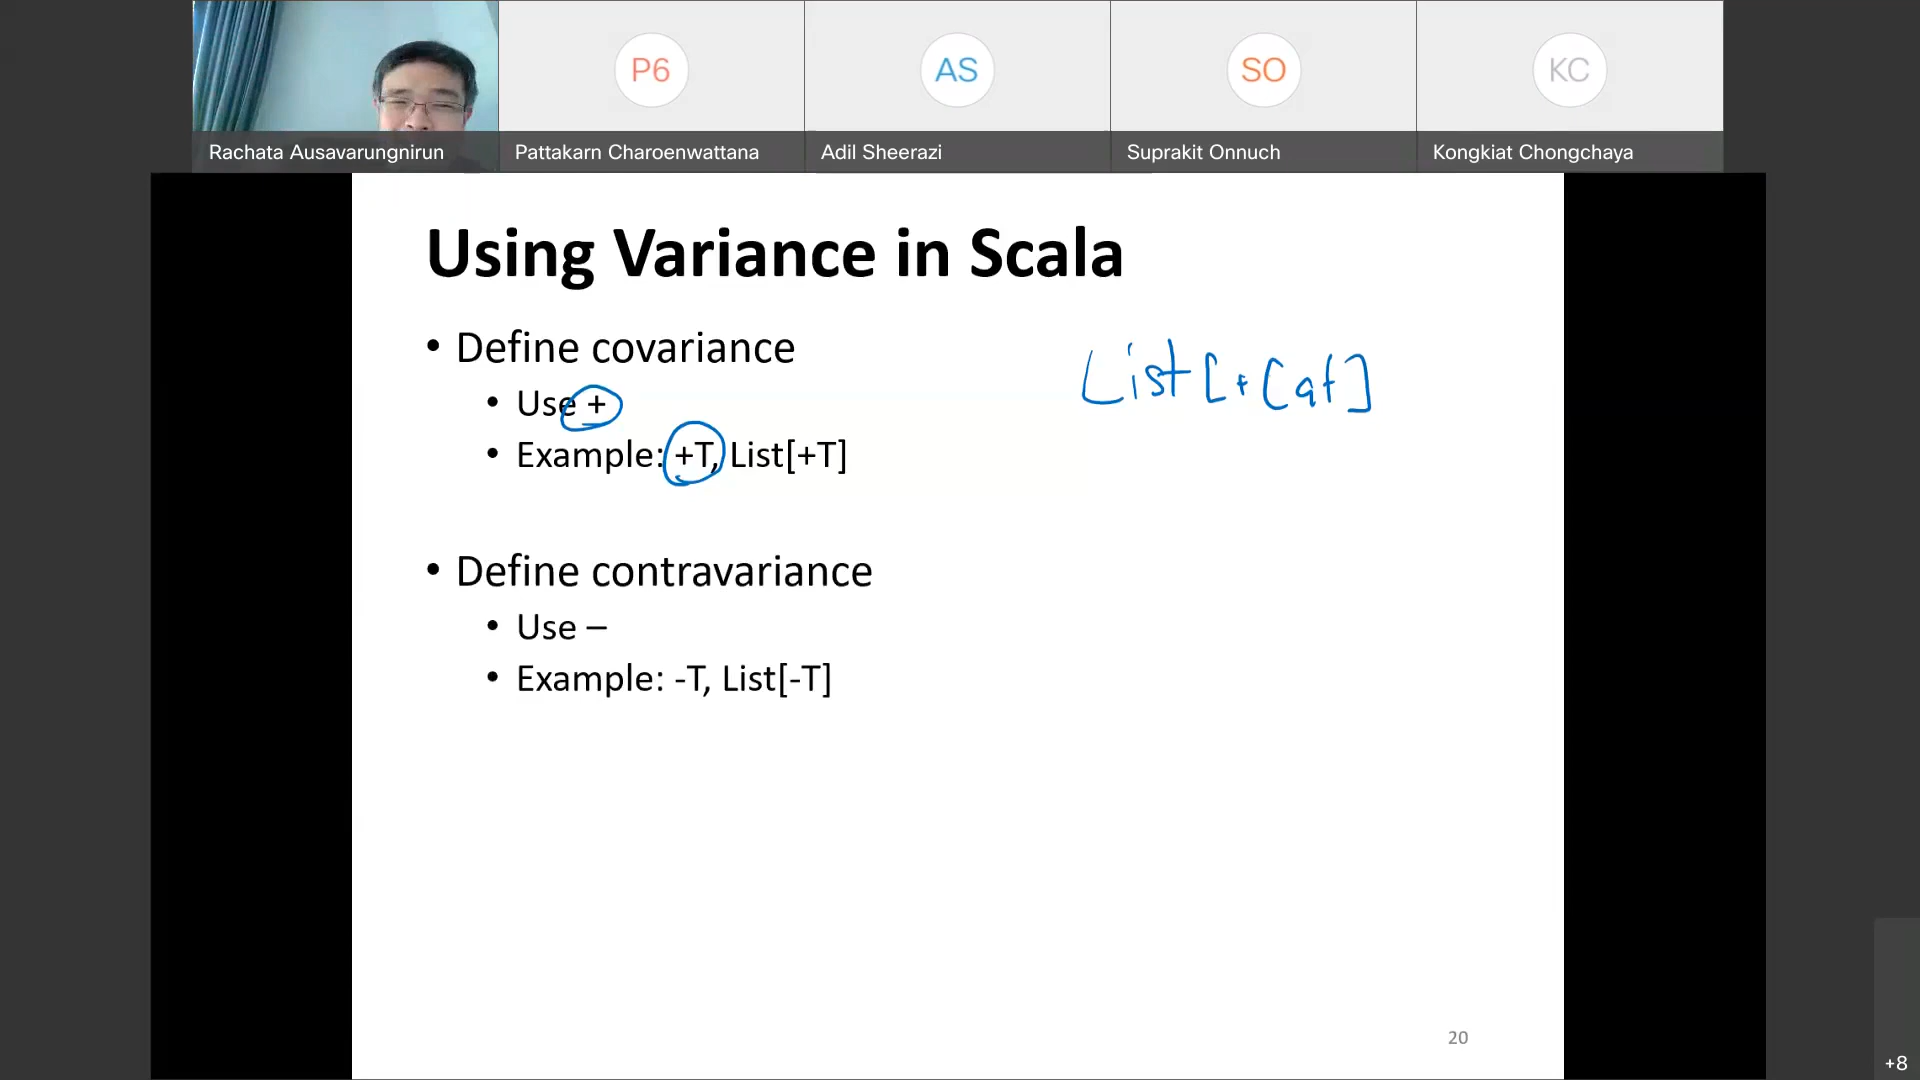 P6
AS
SO
KC
Rachata Ausavarungnirun
Pattakarn Charoenwattana
Adil Sheerazi
Suprakit Onnuch
Kongkiat Chongchaya
Using Variance in Scala
• Define covariance
• Use +
• Example: +T, List[+T]
List[+Cat]
• Define contravariance
• Use –
• Example: -T, List[-T]
20
+8